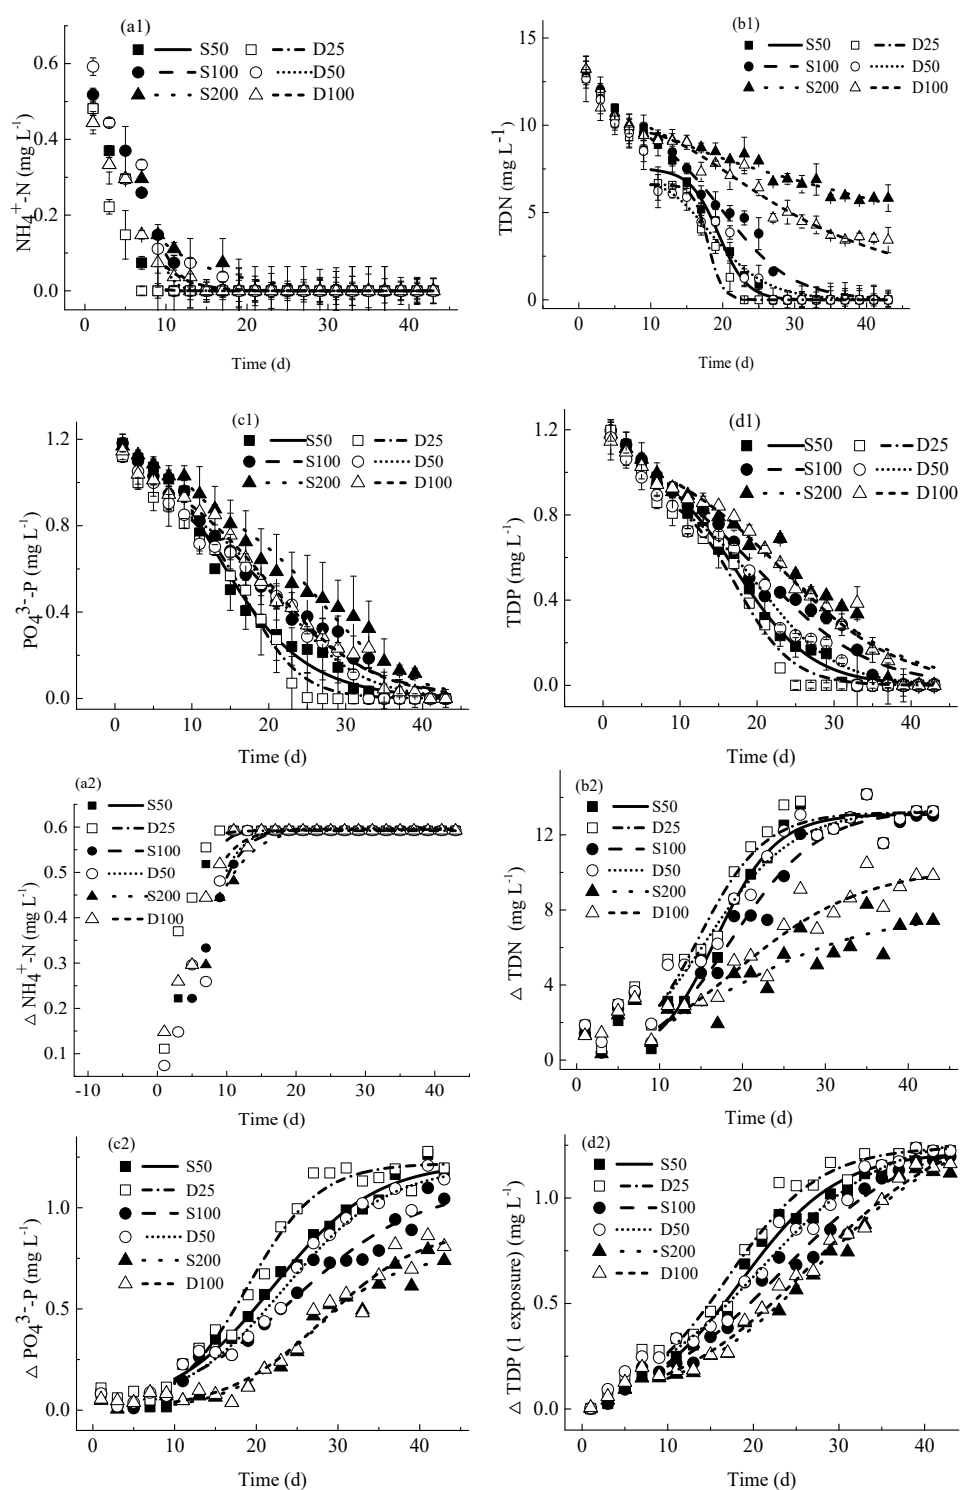 (a1)
S50
D25
S100
D50
S200
D100
0.6
0.4
0.2
0.0
0
10
20
30
40
NH4+-N (mg L-1)
Time (d)
(b1)
S50
D25
S100
D50
S200
D100
15
10
5
0
0
10
20
30
40
TDN (mg L-1)
Time (d)
(c1)
S50
D25
S100
D50
S200
D100
1.2
0.8
0.4
0.0
0
10
20
30
40
PO4 3--P (mg L-1)
Time (d)
(d1)
S50
D25
S100
D50
S200
D100
1.2
0.8
0.4
0.0
0
10
20
30
40
TDP (mg L-1)
Time (d)
(a2)
S50
D25
S100
D50
S200
D100
0.6
0.5
0.4
0.3
0.2
0.1
-10
0
10
20
30
40
△ NH4+-N (mg L-1)
Time (d)
(b2)
S50
D25
S100
D50
S200
D100
12
8
4
0
0
10
20
30
40
△ TDN (mg L-1)
Time (d)
(c2)
S50
D25
S100
D50
S200
D100
1.0
0.5
0.0
0
10
20
30
40
△ PO4 3--P (mg L-1)
Time (d)
(d2)
S50
D25
S100
D50
S200
D100
1.0
0.5
0.0
0
10
20
30
40
△ TDP (1 exposure) (mg L-1)
Time (d)